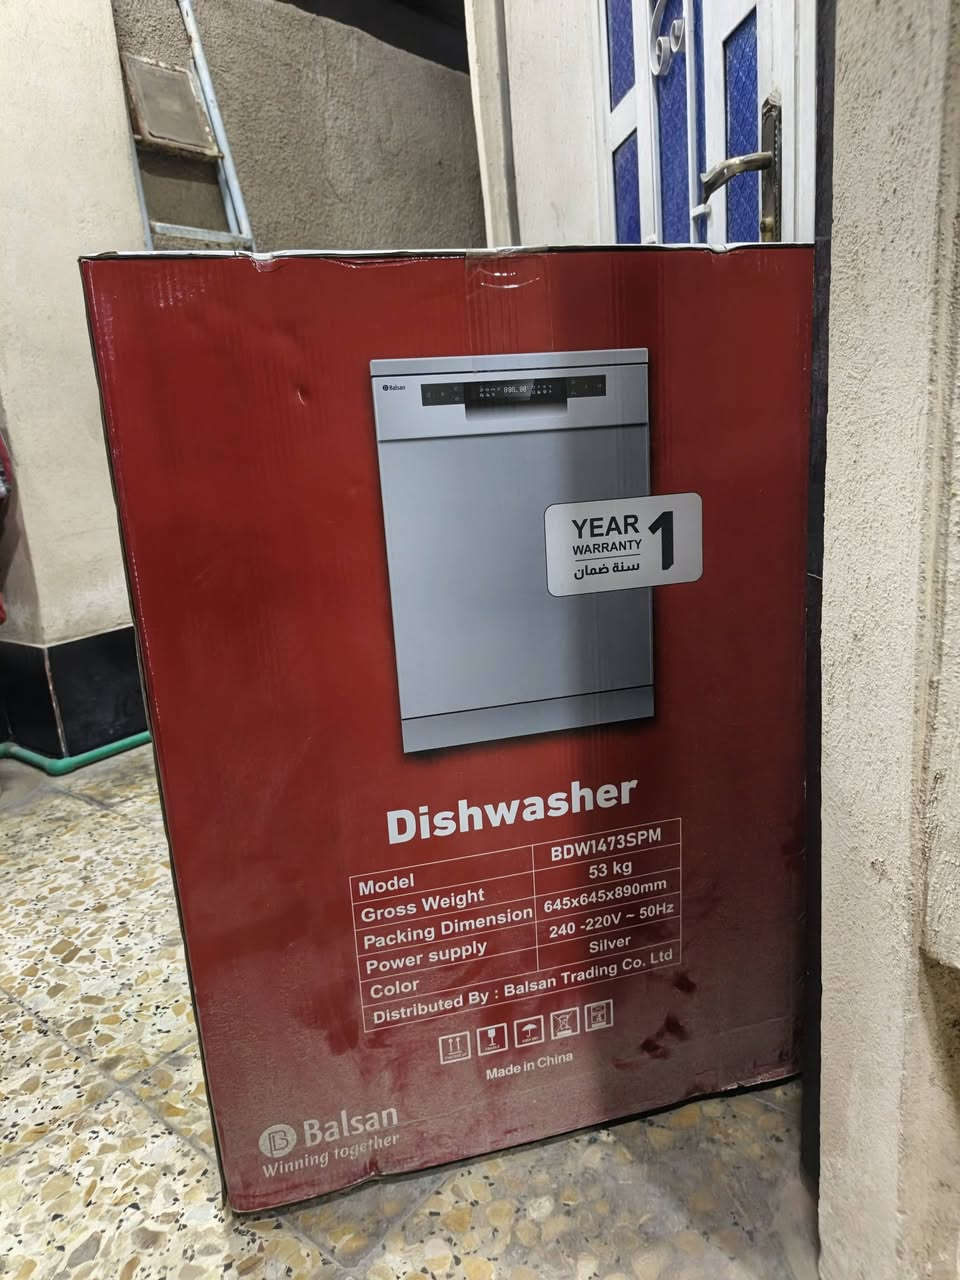 Balsan
YEAR
WARRANTY
1
سنة ضمان
Dishwasher
Model BDW1473SPM
Gross Weight 53 kg
Packing Dimension 645x645x890mm
Power supply 240 -220V ~ 50Hz
Color Silver
Distributed By : Balsan Trading Co. Ltd
Made in China
B Balsan
Winning together